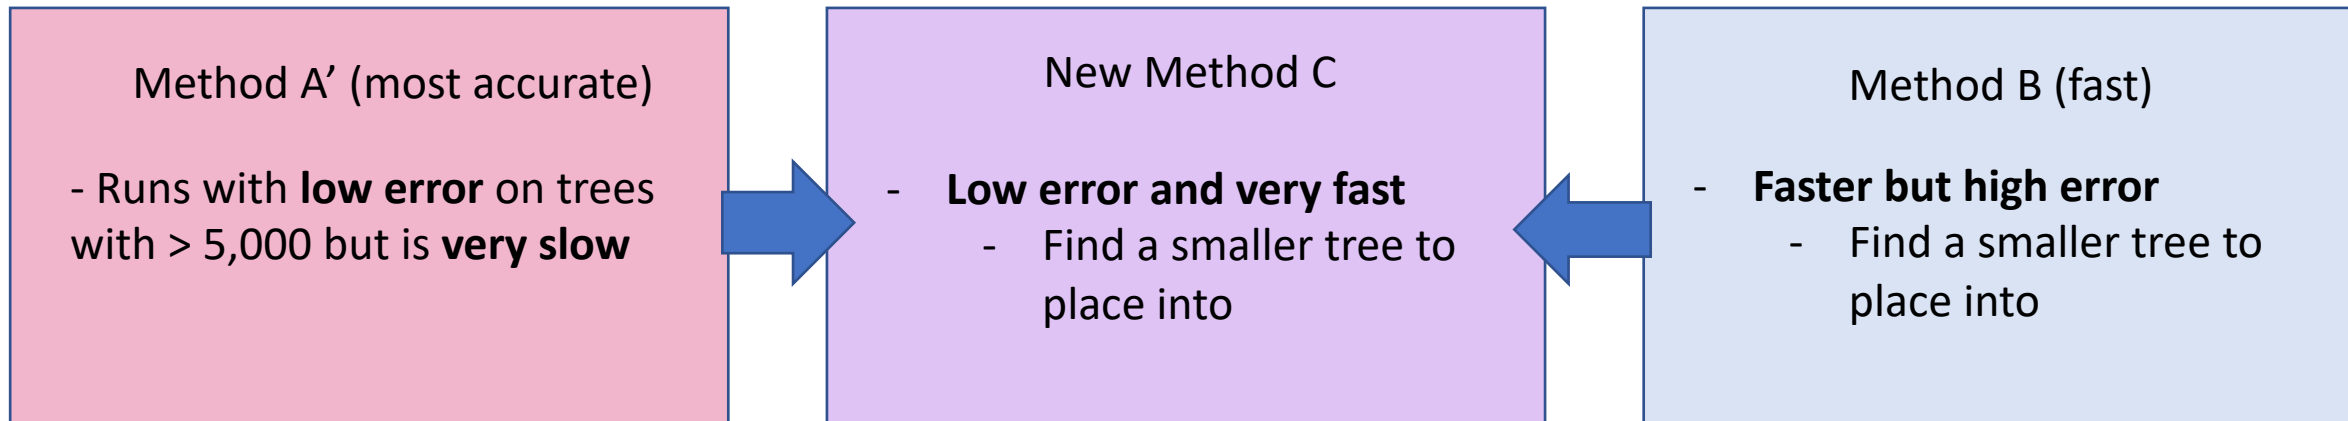 Method A’ (most accurate)
- Runs with low error on trees
with > 5,000 but is very slow
New Method C
- Low error and very fast
- Find a smaller tree to
place into
Method B (fast)
- Faster but high error
- Find a smaller tree to
place into